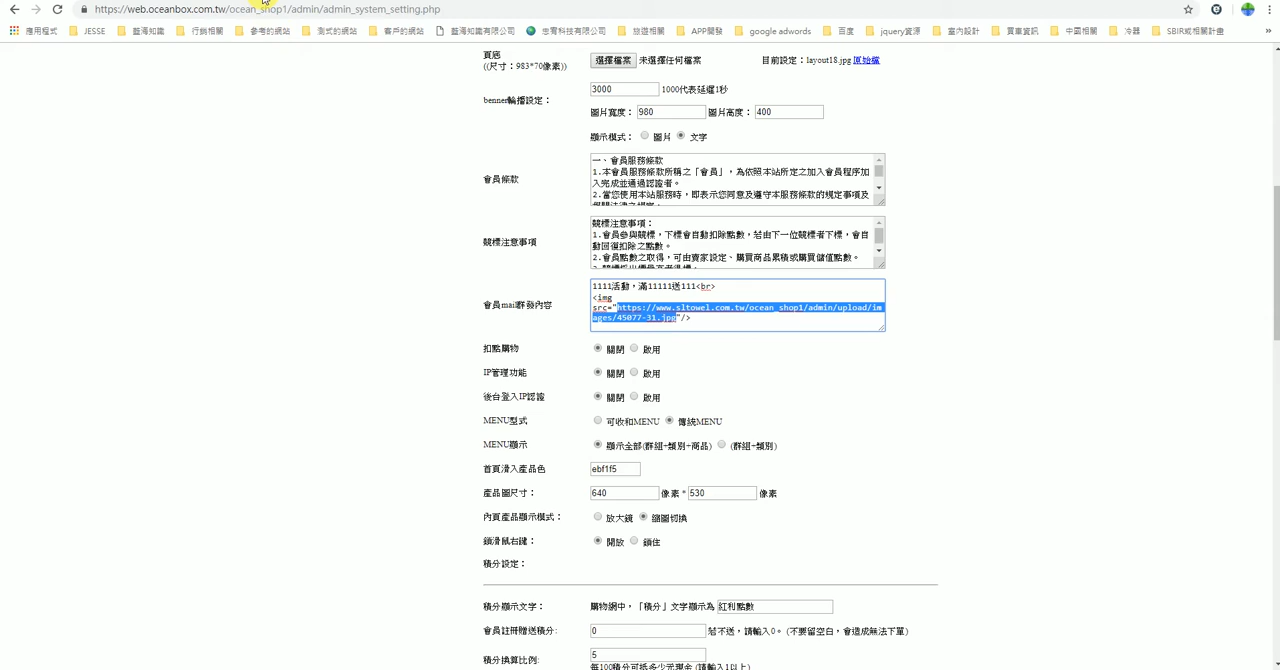 https://web.oceanbox.com.tw/ocean_shop1/admin/admin_system_setting.php
應用程式 JESSE 藍海知識 行銷相關 參考的網站 測試的網站 客戶的網站 藍海知識有限公司 忠宥科技有限公司 旅遊相關 APP開發 google adwords 百度 jquery資源 室內設計 買車資訊 中國相關 冷器 SBIR或相關計畫 »
頁底
((尺寸：983*70像素)) 選擇檔案 未選擇任何檔案 目前設定：layout18.jpg 原始檔
benner輪播設定：
3000 1000代表延遲1秒
圖片寬度： 980 圖片高度： 400
顯示模式： 圖片 文字
會員條款
一、會員服務條款
1.本會員服務條款所稱之「會員」，為依照本站所定之加入會員程序加
入完成並通過認證者。
2.當您使用本站服務時，即表示您同意及遵守本服務條款的規定事項及
競標注意事項
競標注意事項：
1.會員參與競標，下標會自動扣除點數，若由下一位競標者下標，會自
動回復扣除之點數。
2.會員點數之取得，可由賣家設定、購買商品累積或購買儲值點數。
會員mail群發內容
1111活動，滿11111送111<br>
<img
src="https://www.sltowel.com.tw/ocean_shop1/admin/upload/im
ages/45077-31.jpg"/>
扣點購物 關閉 啟用
IP管理功能 關閉 啟用
後台登入IP認證 關閉 啟用
MENU型式 可收和MENU 傳統MENU
MENU顯示 顯示全部(群組+類別+商品) (群組+類別)
首頁滑入產品色 ebf1f5
產品圖尺寸： 640 像素 * 530 像素
內頁產品顯示模式： 放大鏡 縮圖切換
鎖滑鼠右鍵： 開放 鎖住
積分設定：
積分顯示文字： 購物網中，「積分」文字顯示為 紅利點數
會員註冊贈送積分: 0 若不送，請輸入0。 (不要留空白，會造成無法下單)
積分換算比例: 5
每100積分可抵多少元現金 (請輸入1以上)